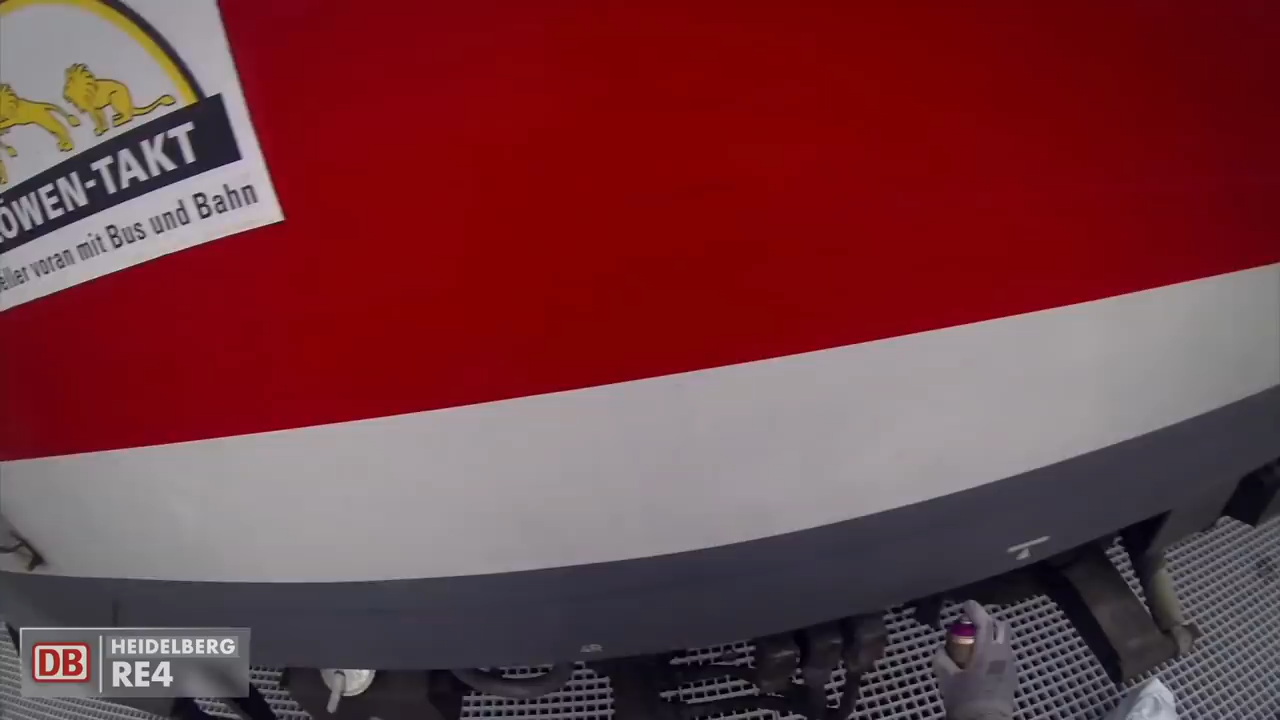 ÖWEN-TAKT
eller voran mit Bus und Bahn
DB
HEIDELBERG
RE4